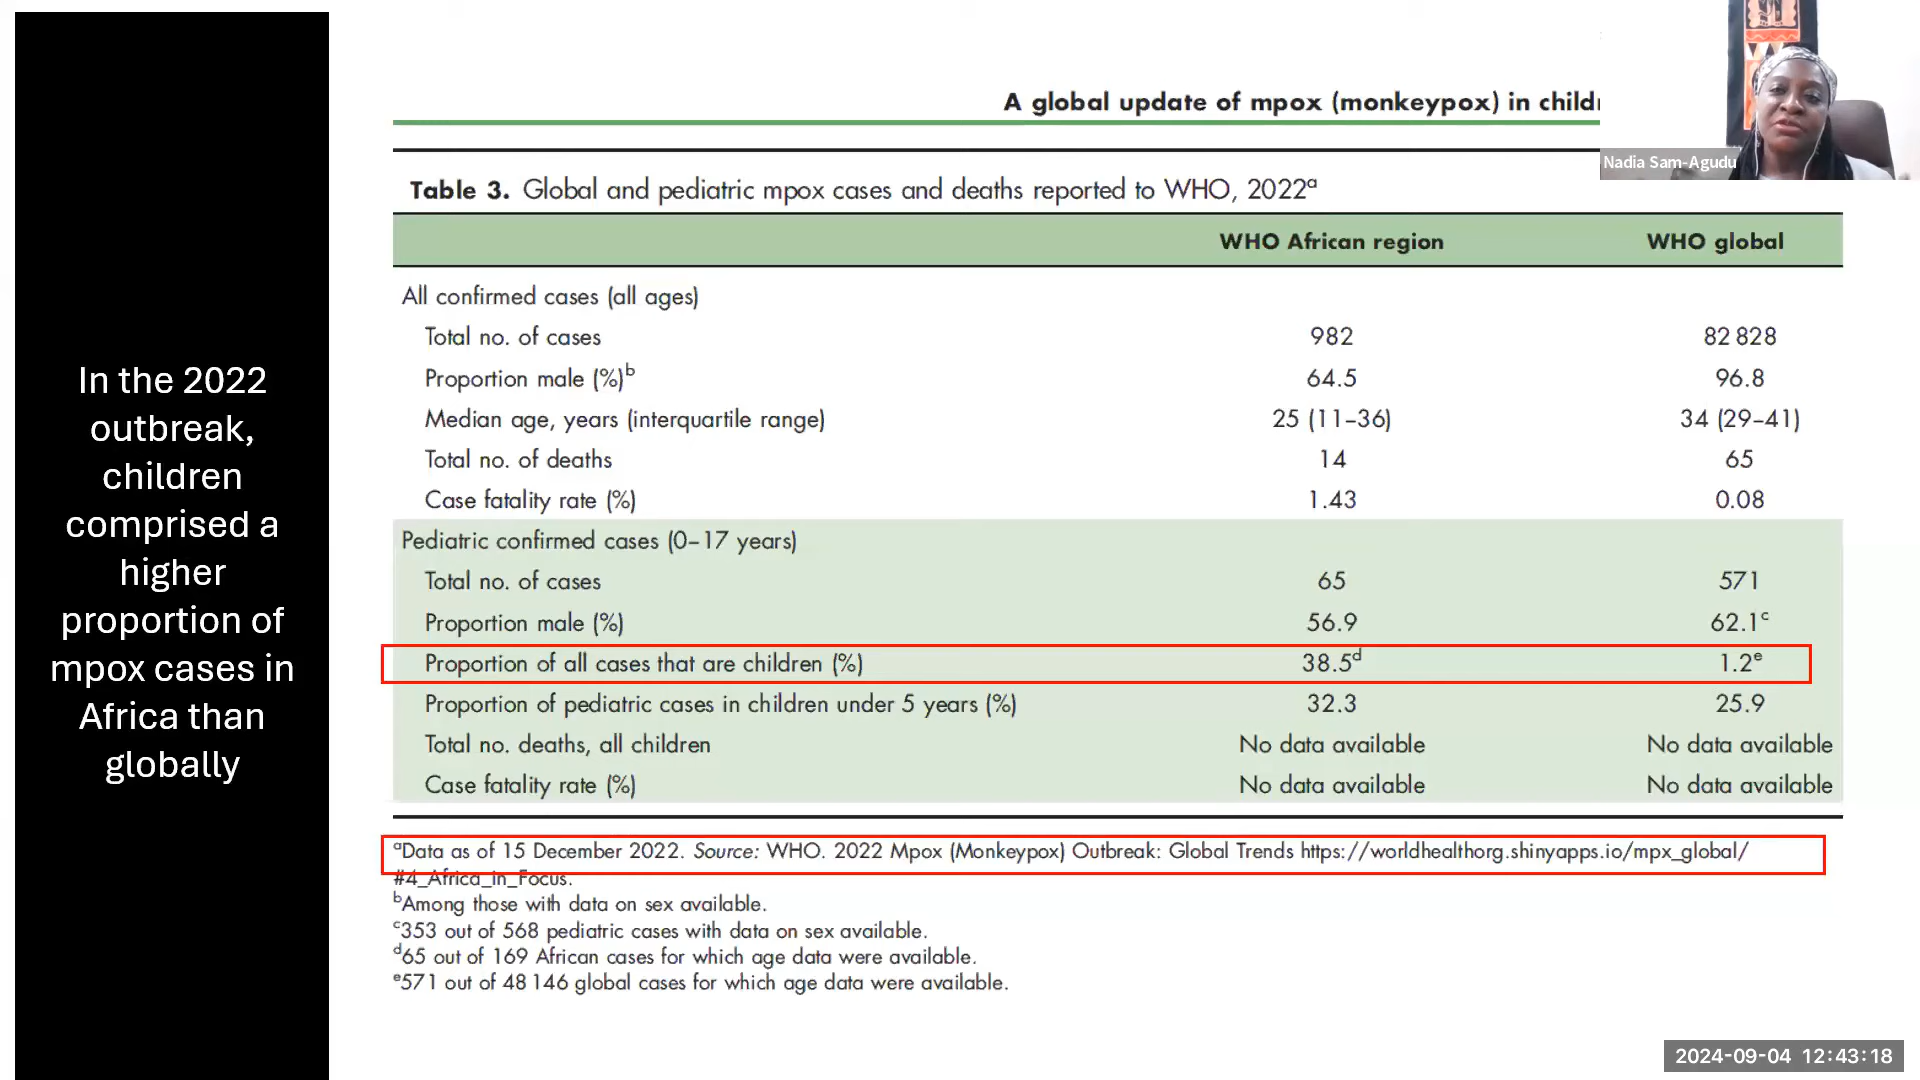 In the 2022
outbreak,
children
comprised a
higher
proportion of
mpox cases in
Africa than
globally
A global update of mpox (monkeypox) in child
Nadia Sam-Agudu
Table 3. Global and pediatric mpox cases and deaths reported to WHO, 2022a
WHO African region WHO global
All confirmed cases (all ages)
Total no. of cases 982 82 828
Proportion male (%)b 64.5 96.8
Median age, years (interquartile range) 25 (11–36) 34 (29–41)
Total no. of deaths 14 65
Case fatality rate (%) 1.43 0.08
Pediatric confirmed cases (0–17 years)
Total no. of cases 65 571
Proportion male (%) 56.9 62.1c
Proportion of all cases that are children (%) 38.5d 1.2e
Proportion of pediatric cases in children under 5 years (%) 32.3 25.9
Total no. deaths, all children No data available No data available
Case fatality rate (%) No data available No data available
aData as of 15 December 2022. Source: WHO. 2022 Mpox (Monkeypox) Outbreak: Global Trends https://worldhealthorg.shinyapps.io/mpx_global/
#4_Africa_in_Focus.
bAmong those with data on sex available.
c353 out of 568 pediatric cases with data on sex available.
d65 out of 169 African cases for which age data were available.
e571 out of 48 146 global cases for which age data were available.
2024-09-04 12:43:18